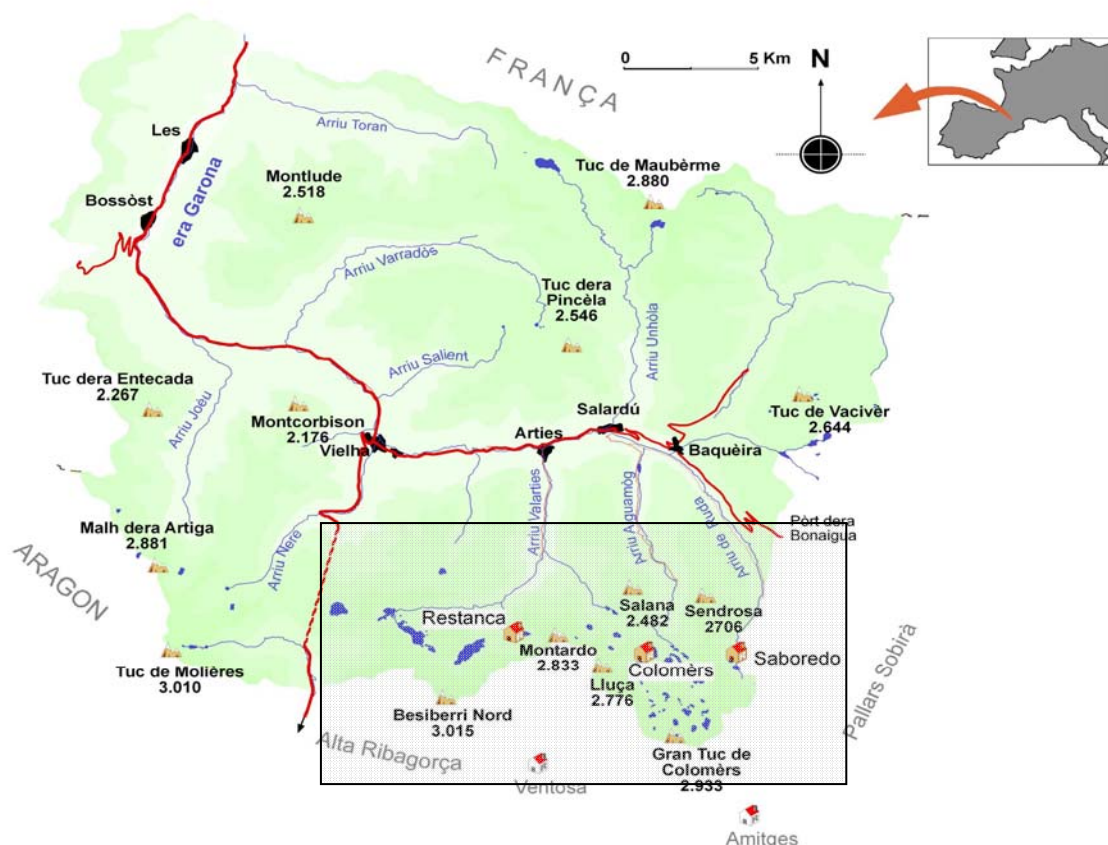 FRANÇA
0 5 Km
N
Arriu Toran
Les
Tuc de Maubèrme
2.880
Montlude
2.518
Bossòst
era Garona
Arriu Varradòs
Tuc dera
Pincèla
2.546
Arriu Unhòla
Arriu Salient
Tuc dera Entecada
2.267
Arriu Joèu
Montcorbison
2.176
Vielha
Arties
Salardú
Baquèira
Tuc de Vacivèr
2.644
Arriu Valarties
Arriu Aiguamòg
Arriu de Ruda
Pòrt dera
Bonaigua
Malh dera Artiga
2.881
ARAGON
Arriu Nere
Restanca
Salana
2.482
Sendrosa
2706
Montardo
2.833
Colomèrs
Saboredo
Tuc de Molières
3.010
Lluça
2.776
Pallars Sobirà
Besiberri Nord
3.015
Alta Ribagorça
Gran Tuc de
Colomèrs
2.933
Ventosa
Amitges